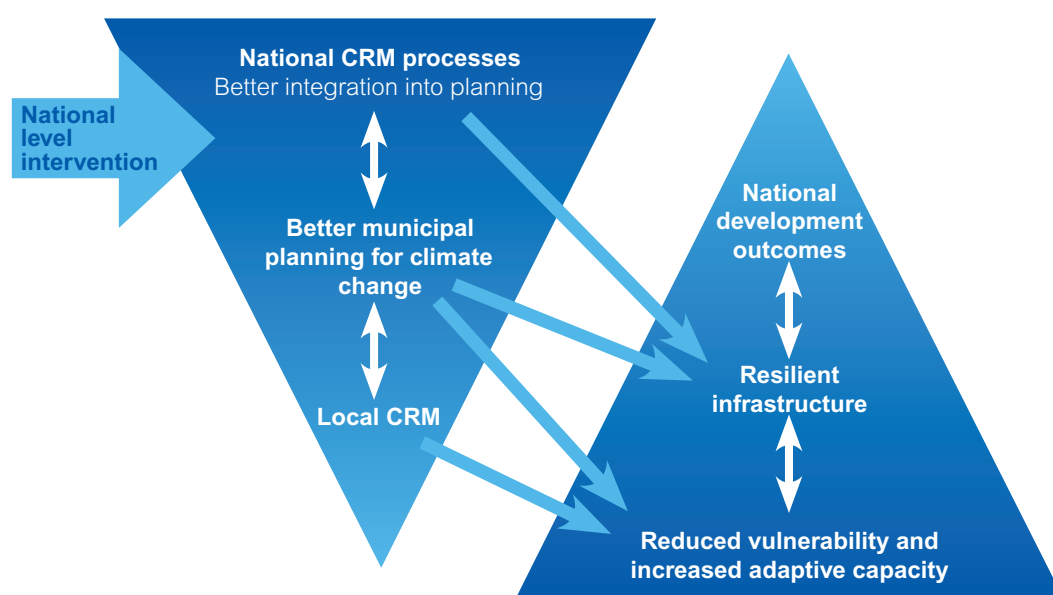 National CRM processes
Better integration into planning
National
level
intervention
Better municipal
planning for climate
change
Local CRM
National
development
outcomes
Resilient
infrastructure
Reduced vulnerability and
increased adaptive capacity